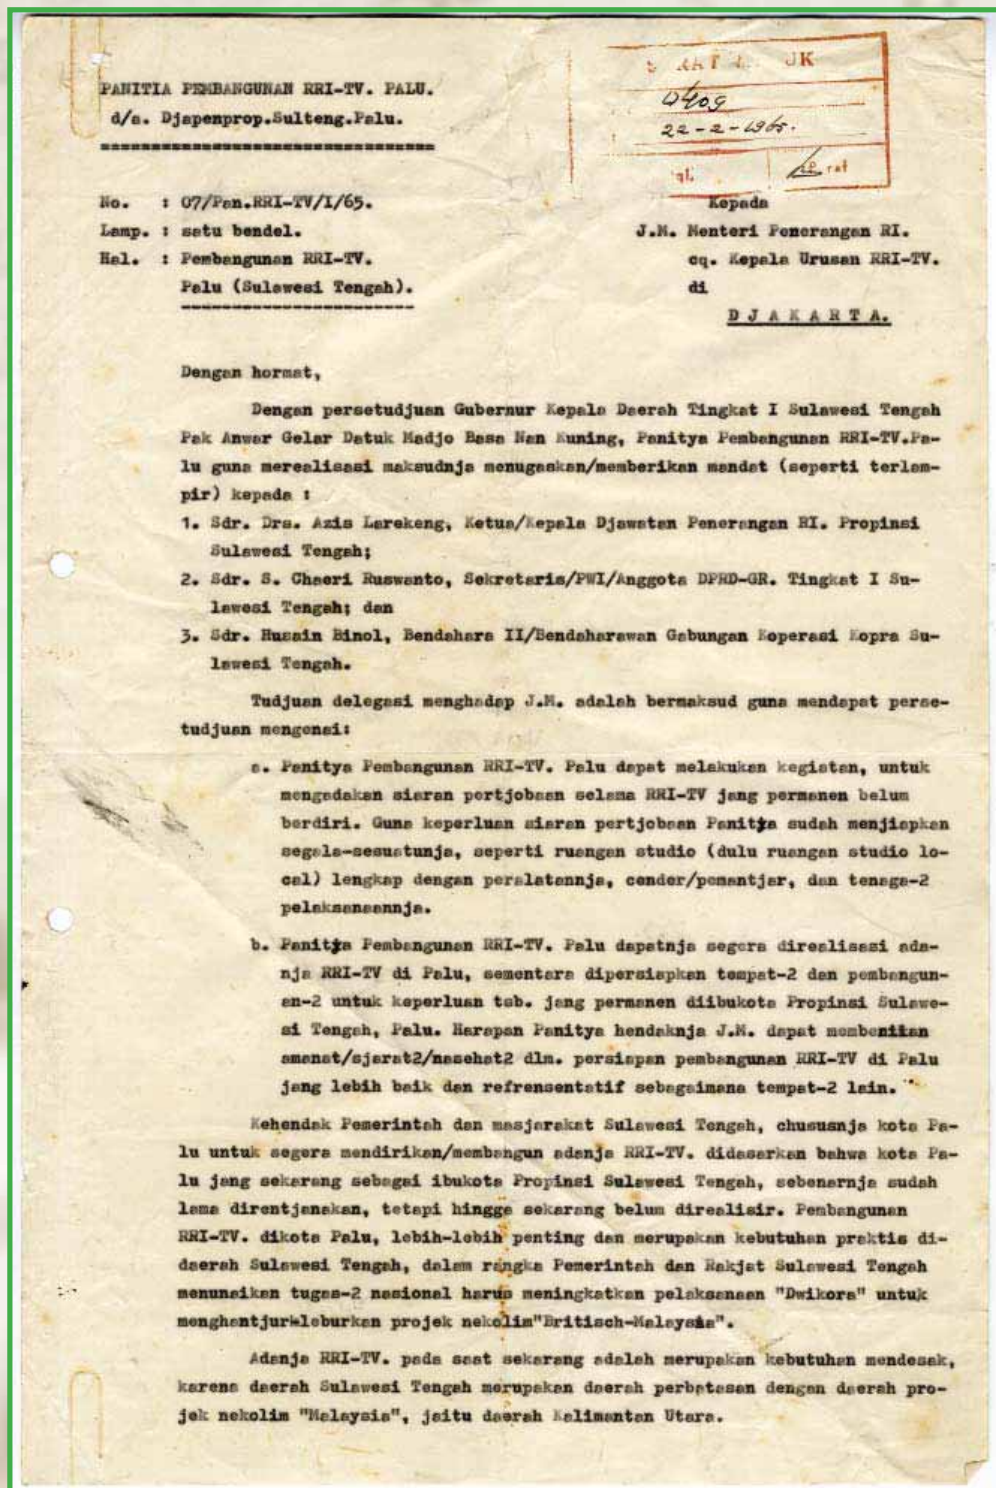 PANITIA PEMBANGUNAN RRI-TV. PALU.
d/a. Djapenprop.Sulteng.Palu.
SURAT MASUK
0409
22-2-1965.
No. : 07/Pan.RRI-TV/I/65.
Lamp. : satu bendel.
Hal. : Pembangunan RRI-TV.
Palu (Sulawesi Tengah).
Kepada
J.M. Menteri Penerangan RI.
cq. Kepala Urusan RRI-TV.
di
D J A K A R T A.
Dengan hormat,
Dengan persetudjuan Gubernur Kepala Daerah Tingkat I Sulawesi Tengah
Pak Anwar Gelar Datuk Madjo Basa Nan Kuning, Panitya Pembangunan RRI-TV.Pa-
lu guna merealisasi maksudnja menugaskan/memberikan mandat (seperti terlam-
pir) kepada :
1. Sdr. Drs. Azis Larekeng, Ketua/Kepala Djawatan Penerangan RI. Propinsi
Sulawesi Tengah;
2. Sdr. S. Chaeri Ruswanto, Sekretaris/PWI/Anggota DPRD-GR. Tingkat I Su-
lawesi Tengah; dan
3. Sdr. Husain Binol, Bendahara II/Bendaharawan Gabungan Koperasi Kopra Su-
lawesi Tengah.
Tudjuan delegasi menghadap J.M. adalah bermaksud guna mendapat perse-
tudjuan mengenai:
a. Panitya Pembangunan RRI-TV. Palu dapat melakukan kegiatan, untuk
mengadakan siaran pertjobaan selama RRI-TV jang permanen belum
berdiri. Guna keperluan siaran pertjobaan Panitja sudah menjiapkan
segala-sesuatunja, seperti ruangan studio (dulu ruangan studio lo-
cal) lengkap dengan peralatannja, cender/pemantjar, dan tenaga-2
pelaksanaannja.
b. Panitja Pembangunan RRI-TV. Palu dapatnja segera direalisasi ada-
nja RRI-TV di Palu, sementara dipersiapkan tempat-2 dan pembangun-
an-2 untuk keperluan tsb. jang permanen diibukota Propinsi Sulawe-
si Tengah, Palu. Harapan Panitya hendaknja J.M. dapat membenitan
amanat/sjarat2/nasehat2 dlm. persiapan pembangunan RRI-TV di Palu
jang lebih baik dan refrensentatif sebagaimana tempat-2 lain.
Kehendak Pemerintah dan masjarakat Sulawesi Tengah, chususnja kota Pa-
lu untuk segera mendirikan/membangun adanja RRI-TV. didasarkan bahwa kota Pa-
lu jang sekarang sebagai ibukota Propinsi Sulawesi Tengah, sebenarnja sudah
lama direntjanakan, tetapi hingga sekarang belum direalisir. Pembangunan
RRI-TV. dikota Palu, lebih-lebih penting dan merupakan kebutuhan praktis di-
daerah Sulawesi Tengah, dalam rangka Pemerintah dan Rakjat Sulawesi Tengah
menunaikan tugas-2 nasional harus meningkatkan pelaksanaan "Dwikora" untuk
menghantjurleburkan projek nekolim"Britisch-Malaysia".
Adanja RRI-TV. pada saat sekarang adalah merupakan kebutuhan mendesak,
karena daerah Sulawesi Tengah merupakan daerah perbatasan dengan daerah pro-
jek nekolim "Malaysia", jaitu daerah Kalimantan Utara.